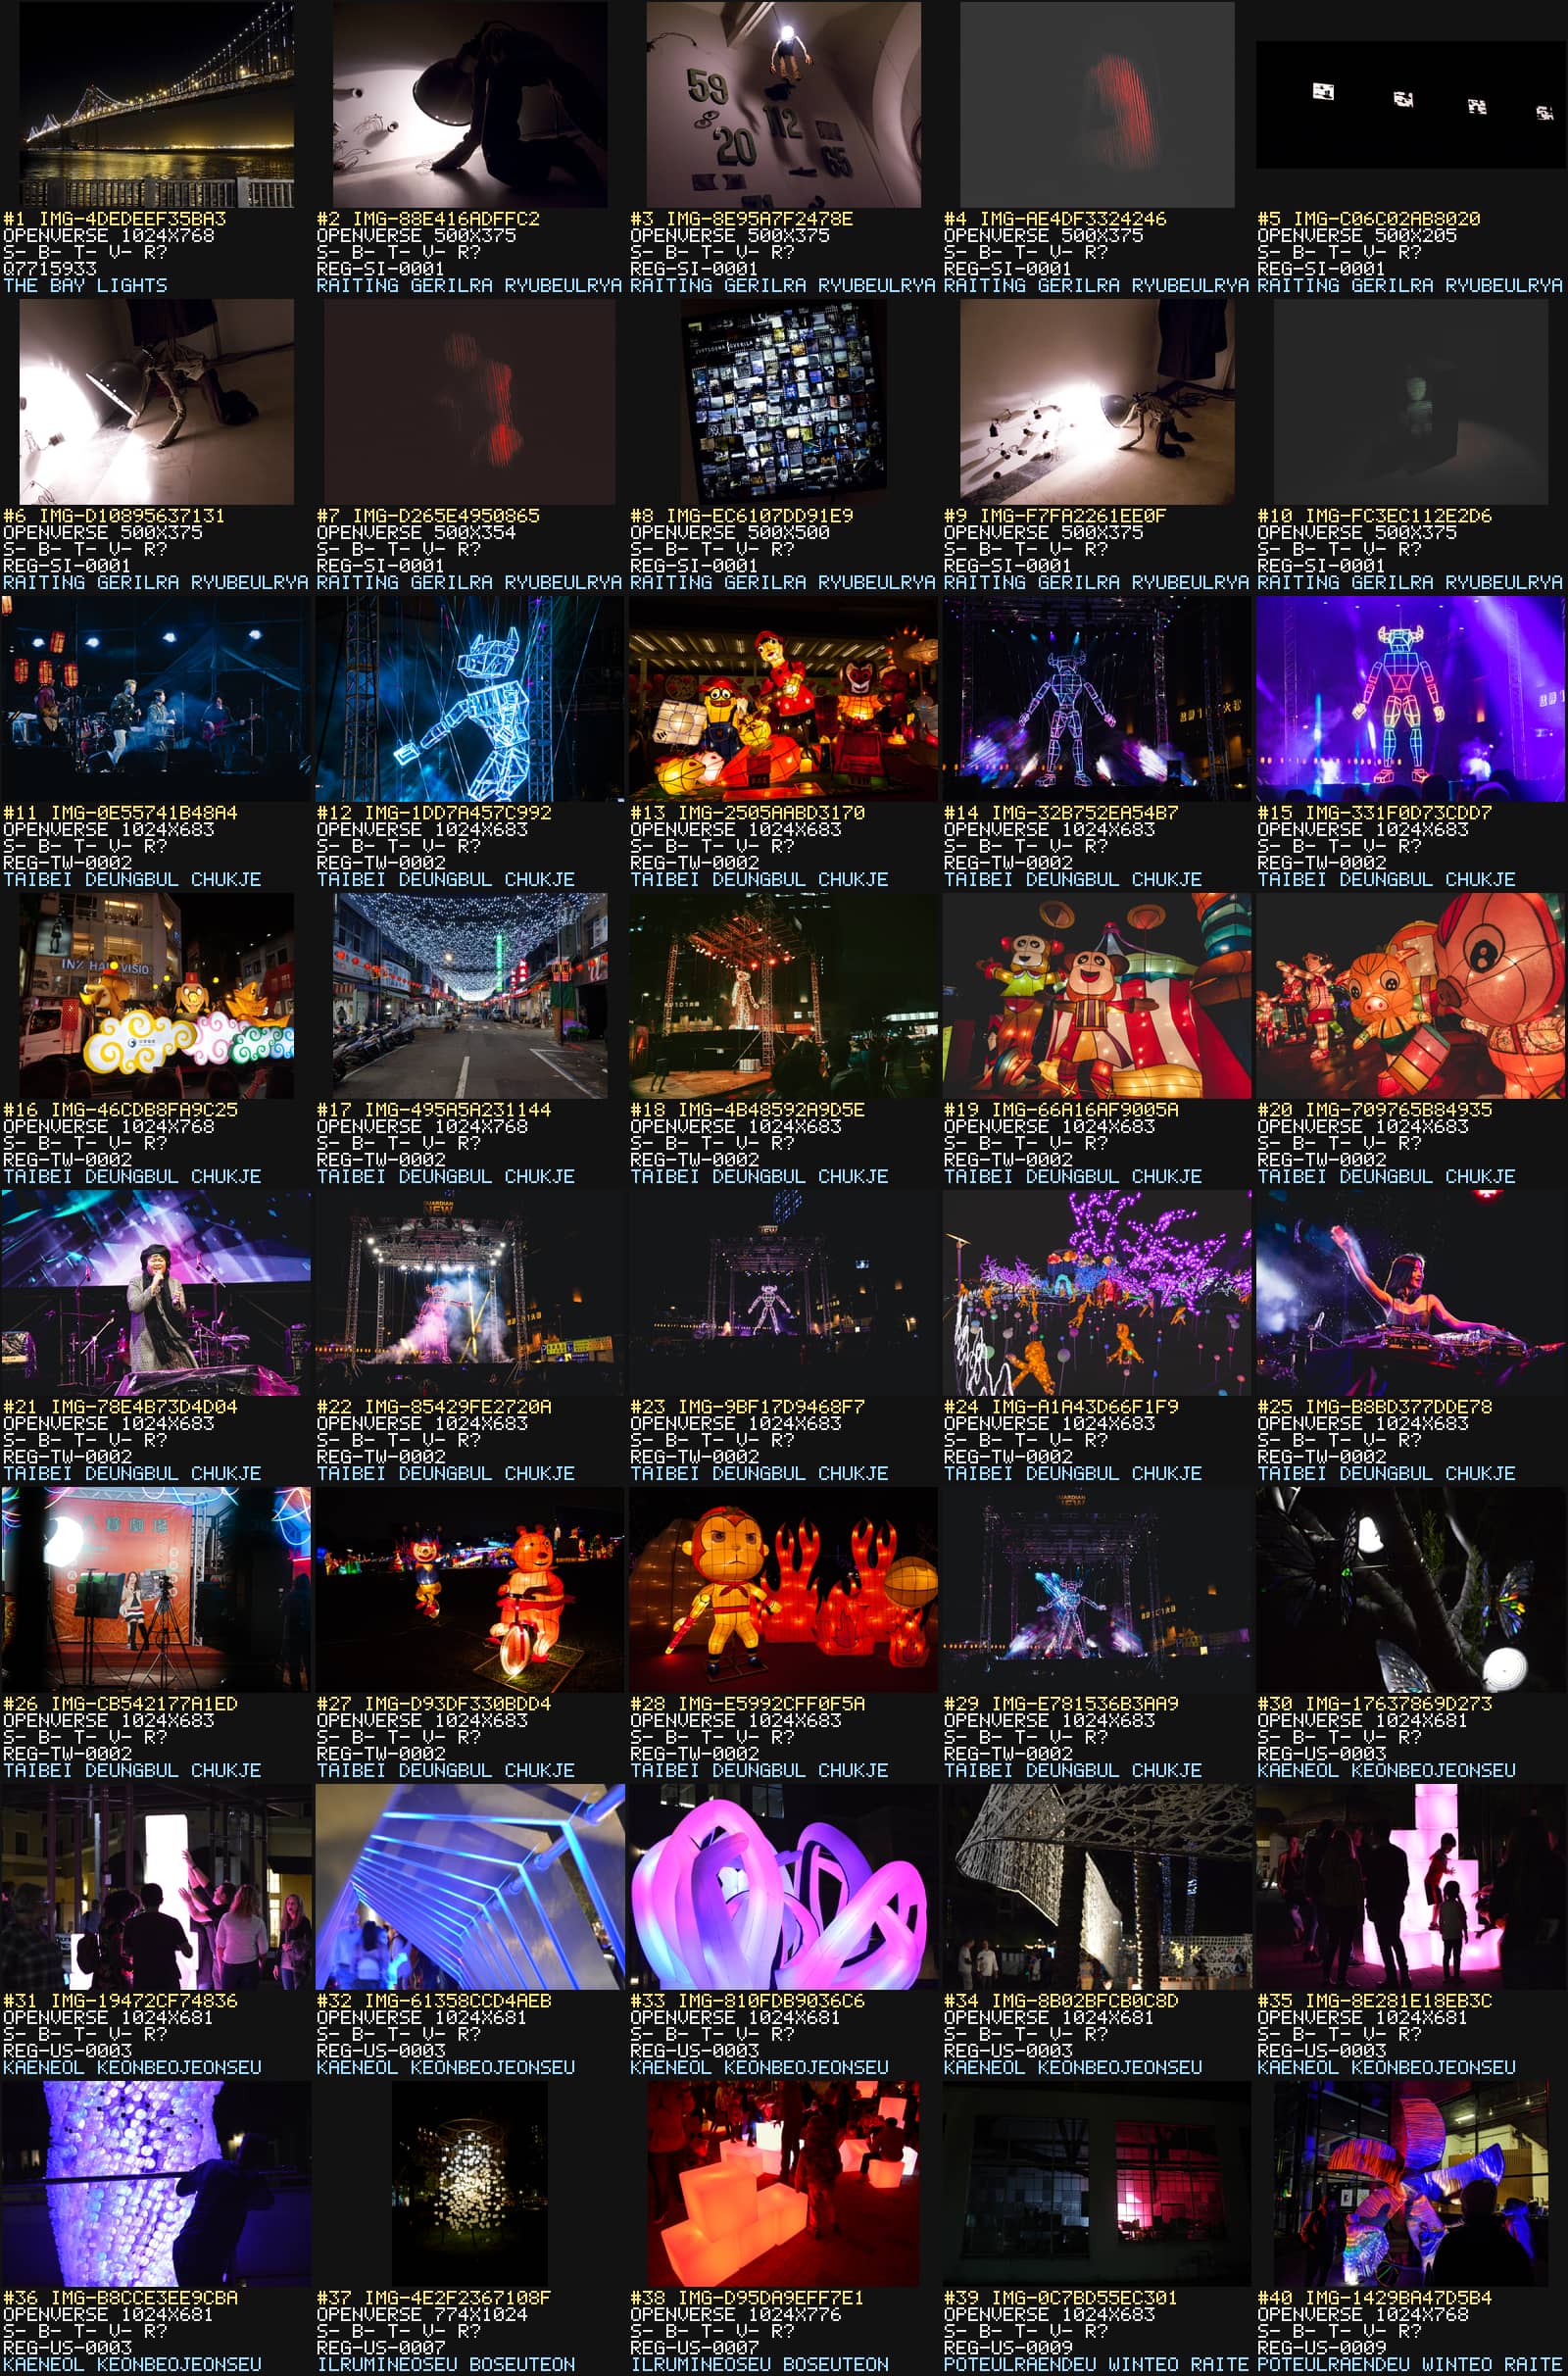 59
112
20
65
#1 IMG-4DEDEEF35BA3
OPENVERSE 1024X768
S- B- T- V- R?
Q7715933
THE BAY LIGHTS
#2 IMG-88E416ADFFC2
OPENVERSE 500X375
S- B- T- V- R?
REG-SI-0001
RAITING GERILRA RYUBEULRYA
#3 IMG-8E95A7F2478E
OPENVERSE 500X375
S- B- T- V- R?
REG-SI-0001
RAITING GERILRA RYUBEULRYA
#4 IMG-AE4DF3324246
OPENVERSE 500X375
S- B- T- V- R?
REG-SI-0001
RAITING GERILRA RYUBEULRYA
#5 IMG-C06C02AB8020
OPENVERSE 500X205
S- B- T- V- R?
REG-SI-0001
RAITING GERILRA RYUBEULRYA
#6 IMG-D10895637131
OPENVERSE 500X375
S- B- T- V- R?
REG-SI-0001
RAITING GERILRA RYUBEULRYA
#7 IMG-D265E4950865
OPENVERSE 500X354
S- B- T- V- R?
REG-SI-0001
RAITING GERILRA RYUBEULRYA
#8 IMG-EC6107DD91E9
OPENVERSE 500X500
S- B- T- V- R?
REG-SI-0001
RAITING GERILRA RYUBEULRYA
#9 IMG-F7FA2261EE0F
OPENVERSE 500X375
S- B- T- V- R?
REG-SI-0001
RAITING GERILRA RYUBEULRYA
#10 IMG-FC3EC112E2D6
OPENVERSE 500X375
S- B- T- V- R?
REG-SI-0001
RAITING GERILRA RYUBEULRYA
#11 IMG-0E55741B48A4
OPENVERSE 1024X683
S- B- T- V- R?
REG-TW-0002
TAIBEI DEUNGBUL CHUKJE
#12 IMG-1DD7A457C992
OPENVERSE 1024X683
S- B- T- V- R?
REG-TW-0002
TAIBEI DEUNGBUL CHUKJE
#13 IMG-2505AABD3170
OPENVERSE 1024X683
S- B- T- V- R?
REG-TW-0002
TAIBEI DEUNGBUL CHUKJE
#14 IMG-32B752EA54B7
OPENVERSE 1024X683
S- B- T- V- R?
REG-TW-0002
TAIBEI DEUNGBUL CHUKJE
#15 IMG-331F0D73CDD7
OPENVERSE 1024X683
S- B- T- V- R?
REG-TW-0002
TAIBEI DEUNGBUL CHUKJE
#16 IMG-46CDB8FA9C25
OPENVERSE 1024X768
S- B- T- V- R?
REG-TW-0002
TAIBEI DEUNGBUL CHUKJE
#17 IMG-495A5A231144
OPENVERSE 1024X768
S- B- T- V- R?
REG-TW-0002
TAIBEI DEUNGBUL CHUKJE
#18 IMG-4B48592A9D5E
OPENVERSE 1024X683
S- B- T- V- R?
REG-TW-0002
TAIBEI DEUNGBUL CHUKJE
#19 IMG-66A16AF9005A
OPENVERSE 1024X683
S- B- T- V- R?
REG-TW-0002
TAIBEI DEUNGBUL CHUKJE
#20 IMG-709765B84935
OPENVERSE 1024X683
S- B- T- V- R?
REG-TW-0002
TAIBEI DEUNGBUL CHUKJE
NEW
#21 IMG-78E4B73D4D04
OPENVERSE 1024X683
S- B- T- V- R?
REG-TW-0002
TAIBEI DEUNGBUL CHUKJE
#22 IMG-85429FE2720A
OPENVERSE 1024X683
S- B- T- V- R?
REG-TW-0002
TAIBEI DEUNGBUL CHUKJE
#23 IMG-9BF17D9468F7
OPENVERSE 1024X683
S- B- T- V- R?
REG-TW-0002
TAIBEI DEUNGBUL CHUKJE
#24 IMG-A1A43D66F1F9
OPENVERSE 1024X683
S- B- T- V- R?
REG-TW-0002
TAIBEI DEUNGBUL CHUKJE
#25 IMG-B8BD377DDE78
OPENVERSE 1024X683
S- B- T- V- R?
REG-TW-0002
TAIBEI DEUNGBUL CHUKJE
#26 IMG-CB542177A1ED
OPENVERSE 1024X683
S- B- T- V- R?
REG-TW-0002
TAIBEI DEUNGBUL CHUKJE
#27 IMG-D93DF330BDD4
OPENVERSE 1024X683
S- B- T- V- R?
REG-TW-0002
TAIBEI DEUNGBUL CHUKJE
#28 IMG-E5992CFF0F5A
OPENVERSE 1024X683
S- B- T- V- R?
REG-TW-0002
TAIBEI DEUNGBUL CHUKJE
#29 IMG-E781536B3AA9
OPENVERSE 1024X683
S- B- T- V- R?
REG-TW-0002
TAIBEI DEUNGBUL CHUKJE
#30 IMG-17637869D273
OPENVERSE 1024X681
S- B- T- V- R?
REG-US-0003
KAENEOL KEONBEOJEONSEU
#31 IMG-19472CF74836
OPENVERSE 1024X681
S- B- T- V- R?
REG-US-0003
KAENEOL KEONBEOJEONSEU
#32 IMG-61358CCD4AEB
OPENVERSE 1024X681
S- B- T- V- R?
REG-US-0003
KAENEOL KEONBEOJEONSEU
#33 IMG-810FDB9036C6
OPENVERSE 1024X681
S- B- T- V- R?
REG-US-0003
KAENEOL KEONBEOJEONSEU
#34 IMG-8B02BFCB0C8D
OPENVERSE 1024X681
S- B- T- V- R?
REG-US-0003
KAENEOL KEONBEOJEONSEU
#35 IMG-8E281E18EB3C
OPENVERSE 1024X681
S- B- T- V- R?
REG-US-0003
KAENEOL KEONBEOJEONSEU
#36 IMG-B8CCE3EE9CBA
OPENVERSE 1024X681
S- B- T- V- R?
REG-US-0003
KAENEOL KEONBEOJEONSEU
#37 IMG-4E2F2367108F
OPENVERSE 774X1024
S- B- T- V- R?
REG-US-0007
ILRUMINEOSEU BOSEUTEON
#38 IMG-D95DA9EFF7E1
OPENVERSE 1024X776
S- B- T- V- R?
REG-US-0007
ILRUMINEOSEU BOSEUTEON
#39 IMG-0C7BD55EC301
OPENVERSE 1024X683
S- B- T- V- R?
REG-US-0009
POTEULRAENDEU WINTEO RAITE
#40 IMG-1429BA47D5B4
OPENVERSE 1024X768
S- B- T- V- R?
REG-US-0009
POTEULRAENDEU WINTEO RAITE